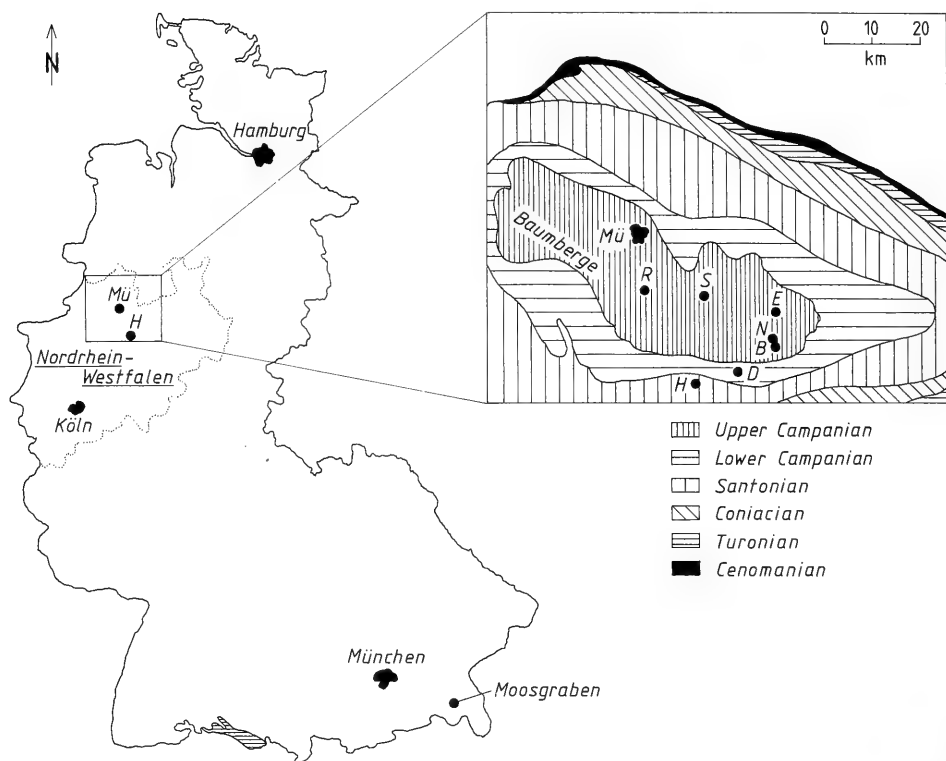 N
Hamburg
Mü
H
Nordrhein-
Westfalen
Köln
München
Moosgraben
0 10 20
km
Baumberge
Mü
R
S
E
N
B
D
H
Upper Campanian
Lower Campanian
Santonian
Coniacian
Turonian
Cenomanian